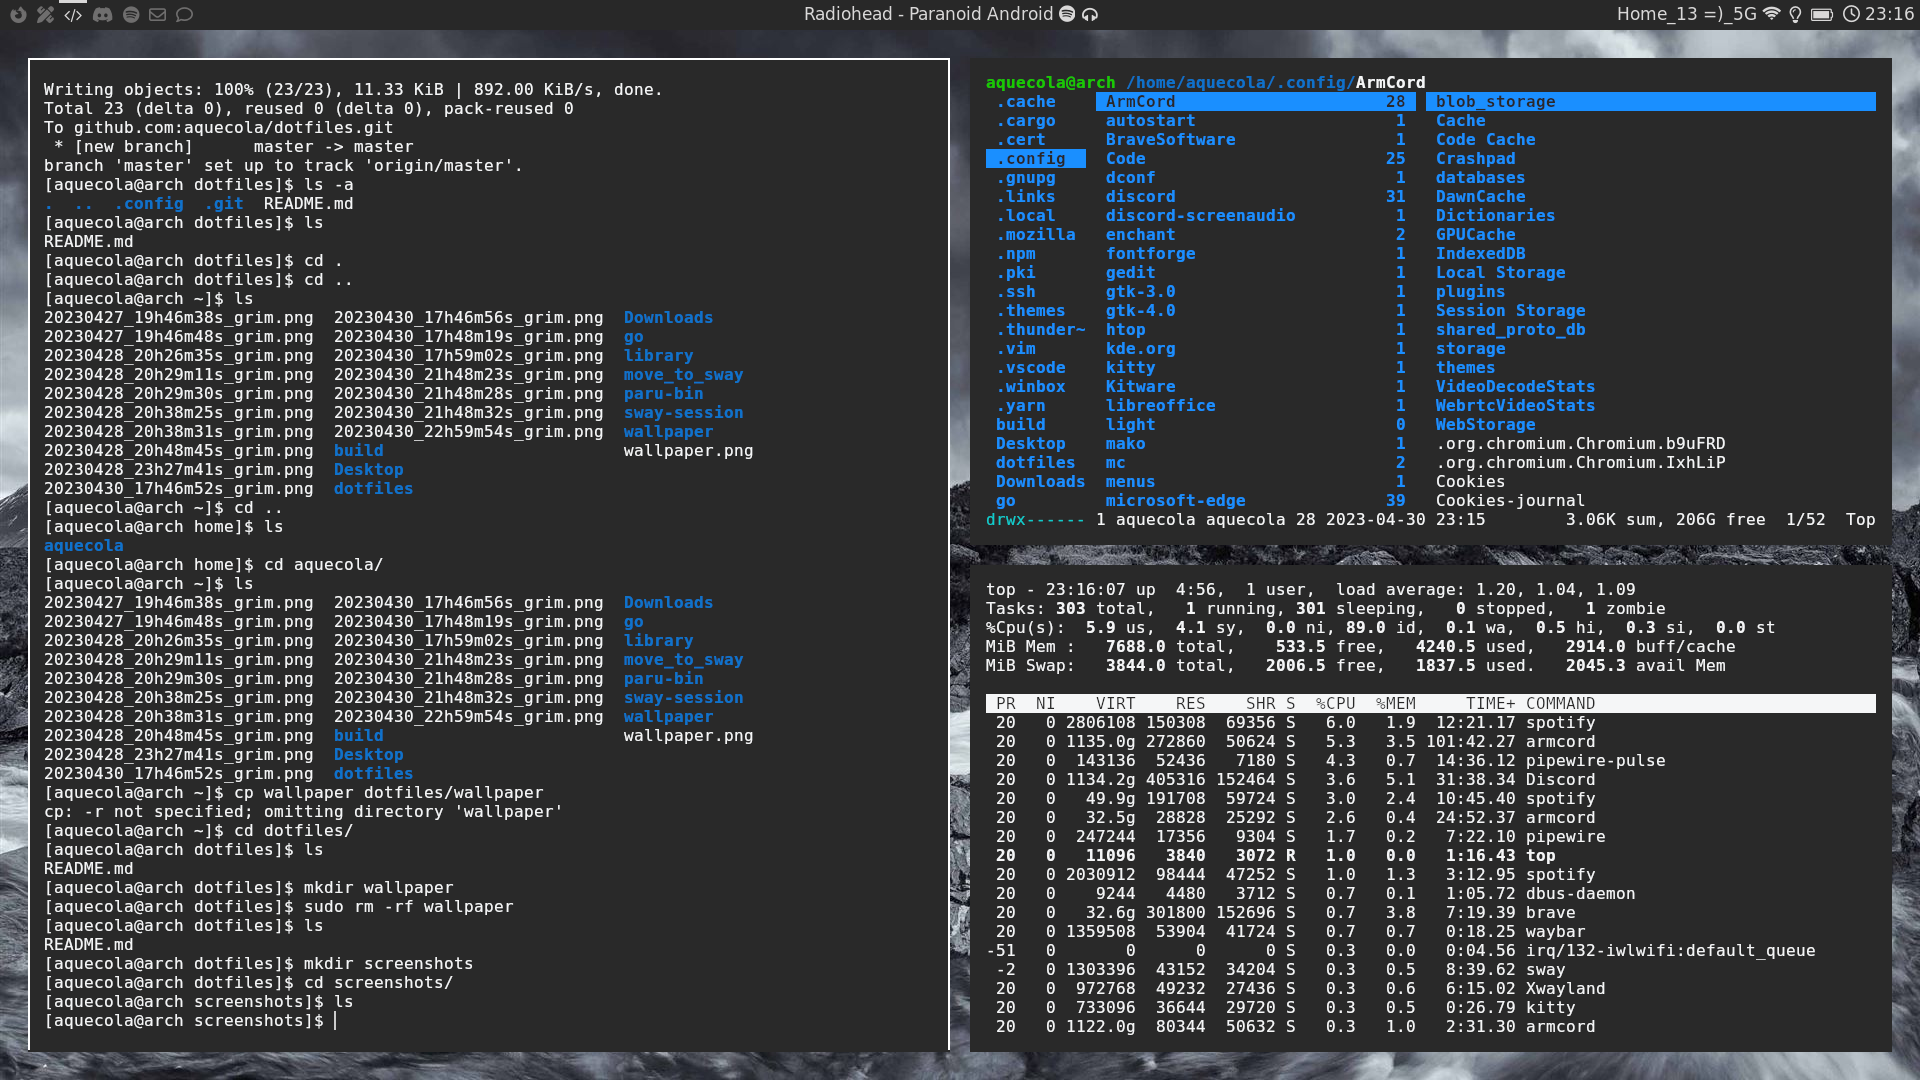 Radiohead - Paranoid Android
Home_13 =)_5G 23:16
Writing objects: 100% (23/23), 11.33 KiB | 892.00 KiB/s, done.
Total 23 (delta 0), reused 0 (delta 0), pack-reused 0
To github.com:aquecola/dotfiles.git
 * [new branch]      master -> master
branch 'master' set up to track 'origin/master'.
[aquecola@arch dotfiles]$ ls -a
.  ..  .config  .git  README.md
[aquecola@arch dotfiles]$ ls
README.md
[aquecola@arch dotfiles]$ cd .
[aquecola@arch dotfiles]$ cd ..
[aquecola@arch ~]$ ls
20230427_19h46m38s_grim.png  20230430_17h46m56s_grim.png  Downloads
20230427_19h46m48s_grim.png  20230430_17h48m19s_grim.png  go
20230428_20h26m35s_grim.png  20230430_17h59m02s_grim.png  library
20230428_20h29m11s_grim.png  20230430_21h48m23s_grim.png  move_to_sway
20230428_20h29m30s_grim.png  20230430_21h48m28s_grim.png  paru-bin
20230428_20h38m25s_grim.png  20230430_21h48m32s_grim.png  sway-session
20230428_20h38m31s_grim.png  20230430_22h59m54s_grim.png  wallpaper
20230428_20h48m45s_grim.png  build                        wallpaper.png
20230428_23h27m41s_grim.png  Desktop
20230430_17h46m52s_grim.png  dotfiles
[aquecola@arch ~]$ cd ..
[aquecola@arch home]$ ls
aquecola
[aquecola@arch home]$ cd aquecola/
[aquecola@arch ~]$ ls
20230427_19h46m38s_grim.png  20230430_17h46m56s_grim.png  Downloads
20230427_19h46m48s_grim.png  20230430_17h48m19s_grim.png  go
20230428_20h26m35s_grim.png  20230430_17h59m02s_grim.png  library
20230428_20h29m11s_grim.png  20230430_21h48m23s_grim.png  move_to_sway
20230428_20h29m30s_grim.png  20230430_21h48m28s_grim.png  paru-bin
20230428_20h38m25s_grim.png  20230430_21h48m32s_grim.png  sway-session
20230428_20h38m31s_grim.png  20230430_22h59m54s_grim.png  wallpaper
20230428_20h48m45s_grim.png  build                        wallpaper.png
20230428_23h27m41s_grim.png  Desktop
20230430_17h46m52s_grim.png  dotfiles
[aquecola@arch ~]$ cp wallpaper dotfiles/wallpaper
cp: -r not specified; omitting directory 'wallpaper'
[aquecola@arch ~]$ cd dotfiles/
[aquecola@arch dotfiles]$ ls
README.md
[aquecola@arch dotfiles]$ mkdir wallpaper
[aquecola@arch dotfiles]$ sudo rm -rf wallpaper
[aquecola@arch dotfiles]$ ls
README.md
[aquecola@arch dotfiles]$ mkdir screenshots
[aquecola@arch dotfiles]$ cd screenshots/
[aquecola@arch screenshots]$ ls
[aquecola@arch screenshots]$
aquecola@arch /home/aquecola/.config/ArmCord
.cache     ArmCord                     28  blob_storage
.cargo     autostart                    1  Cache
.cert      BraveSoftware                1  Code Cache
.config    Code                        25  Crashpad
.gnupg     dconf                        1  databases
.links     discord                     31  DawnCache
.local     discord-screenaudio          1  Dictionaries
.mozilla   enchant                      2  GPUCache
.npm       fontforge                    1  IndexedDB
.pki       gedit                        1  Local Storage
.ssh       gtk-3.0                      1  plugins
.themes    gtk-4.0                      1  Session Storage
.thunder~  htop                         1  shared_proto_db
.vim       kde.org                      1  storage
.vscode    kitty                        1  themes
.winbox    Kitware                      1  VideoDecodeStats
.yarn      libreoffice                  1  WebrtcVideoStats
build      light                        0  WebStorage
Desktop    mako                         1  .org.chromium.Chromium.b9uFRD
dotfiles   mc                           2  .org.chromium.Chromium.IxhLiP
Downloads  menus                        1  Cookies
go         microsoft-edge              39  Cookies-journal
drwx------ 1 aquecola aquecola 28 2023-04-30 23:15        3.06K sum, 206G free  1/52  Top
top - 23:16:07 up  4:56,  1 user,  load average: 1.20, 1.04, 1.09
Tasks: 303 total,   1 running, 301 sleeping,   0 stopped,   1 zombie
%Cpu(s):  5.9 us,  4.1 sy,  0.0 ni, 89.0 id,  0.1 wa,  0.5 hi,  0.3 si,  0.0 st
MiB Mem :   7688.0 total,    533.5 free,   4240.5 used,   2914.0 buff/cache
MiB Swap:   3844.0 total,   2006.5 free,   1837.5 used.   2045.3 avail Mem
 PR  NI    VIRT    RES    SHR S  %CPU  %MEM     TIME+ COMMAND
 20   0 2806108 150308  69356 S   6.0   1.9  12:21.17 spotify
 20   0 1135.0g 272860  50624 S   5.3   3.5 101:42.27 armcord
 20   0  143136  52436   7180 S   4.3   0.7  14:36.12 pipewire-pulse
 20   0 1134.2g 405316 152464 S   3.6   5.1  31:38.34 Discord
 20   0   49.9g 191708  59724 S   3.0   2.4  10:45.40 spotify
 20   0   32.5g  28828  25292 S   2.6   0.4  24:52.37 armcord
 20   0  247244  17356   9304 S   1.7   0.2   7:22.10 pipewire
 20   0   11096   3840   3072 R   1.0   0.0   1:16.43 top
 20   0 2030912  98444  47252 S   1.0   1.3   3:12.95 spotify
 20   0    9244   4480   3712 S   0.7   0.1   1:05.72 dbus-daemon
 20   0   32.6g 301800 152696 S   0.7   3.8   7:19.39 brave
 20   0 1359508  53904  41724 S   0.7   0.7   0:18.25 waybar
-51   0       0      0      0 S   0.3   0.0   0:04.56 irq/132-iwlwifi:default_queue
 -2   0 1303396  43152  34204 S   0.3   0.5   8:39.62 sway
 20   0  972768  49232  27436 S   0.3   0.6   6:15.02 Xwayland
 20   0  733096  36644  29720 S   0.3   0.5   0:26.79 kitty
 20   0 1122.0g  80344  50632 S   0.3   1.0   2:31.30 armcord